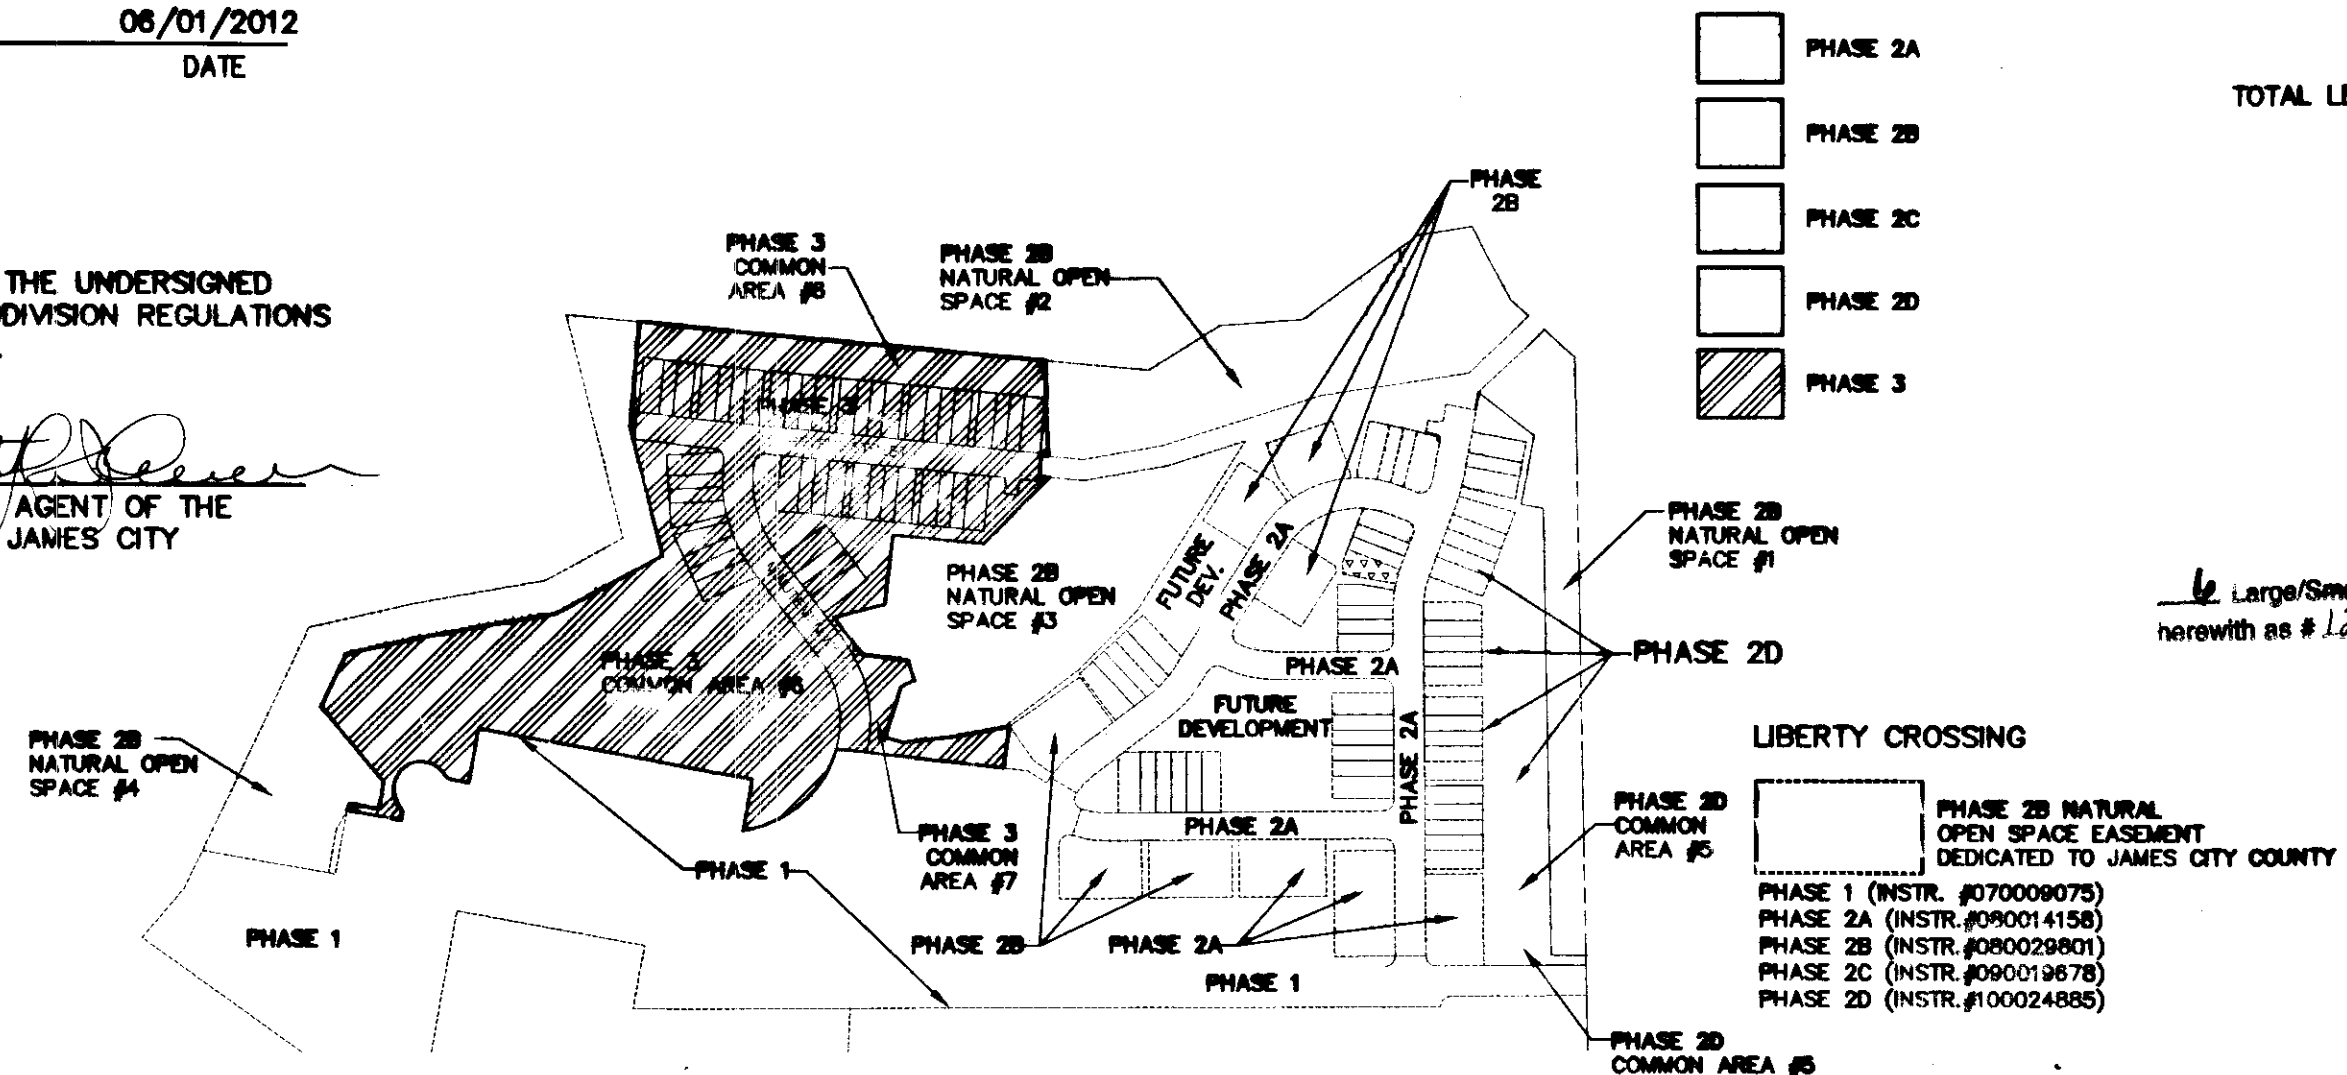 06/01/2012
DATE
THE UNDERSIGNED
DIVISION REGULATIONS
AGENT OF THE
JAMES CITY
PHASE 3
COMMON
AREA #6
PHASE 2B
NATURAL OPEN
SPACE #2
PHASE
2B
PHASE 2A
PHASE 2B
PHASE 2C
PHASE 2D
PHASE 3
TOTAL
PHASE 3
PHASE 2B
NATURAL OPEN
SPACE #3
FUTURE
DEV.
PHASE 2A
PHASE 2B
NATURAL OPEN
SPACE #1
PHASE 3
COMMON AREA #6
PHASE 2A
PHASE 2D
FUTURE
DEVELOPMENT
PHASE 2A
PHASE 2B
NATURAL OPEN
SPACE #4
PHASE 2A
PHASE 3
COMMON
AREA #7
PHASE 2D
COMMON
AREA #5
PHASE 1
PHASE 1
PHASE 2B
PHASE 2A
PHASE 1
PHASE 2D
COMMON AREA #5
6 Large/
herewith as #
LIBERTY CROSSING
PHASE 2B NATURAL
OPEN SPACE EASEMENT
DEDICATED TO JAMES CITY COUNTY
PHASE 1 (INSTR. #070009075)
PHASE 2A (INSTR.#080014158)
PHASE 2B (INSTR.#080029801)
PHASE 2C (INSTR.#090019678)
PHASE 2D (INSTR.#100024885)